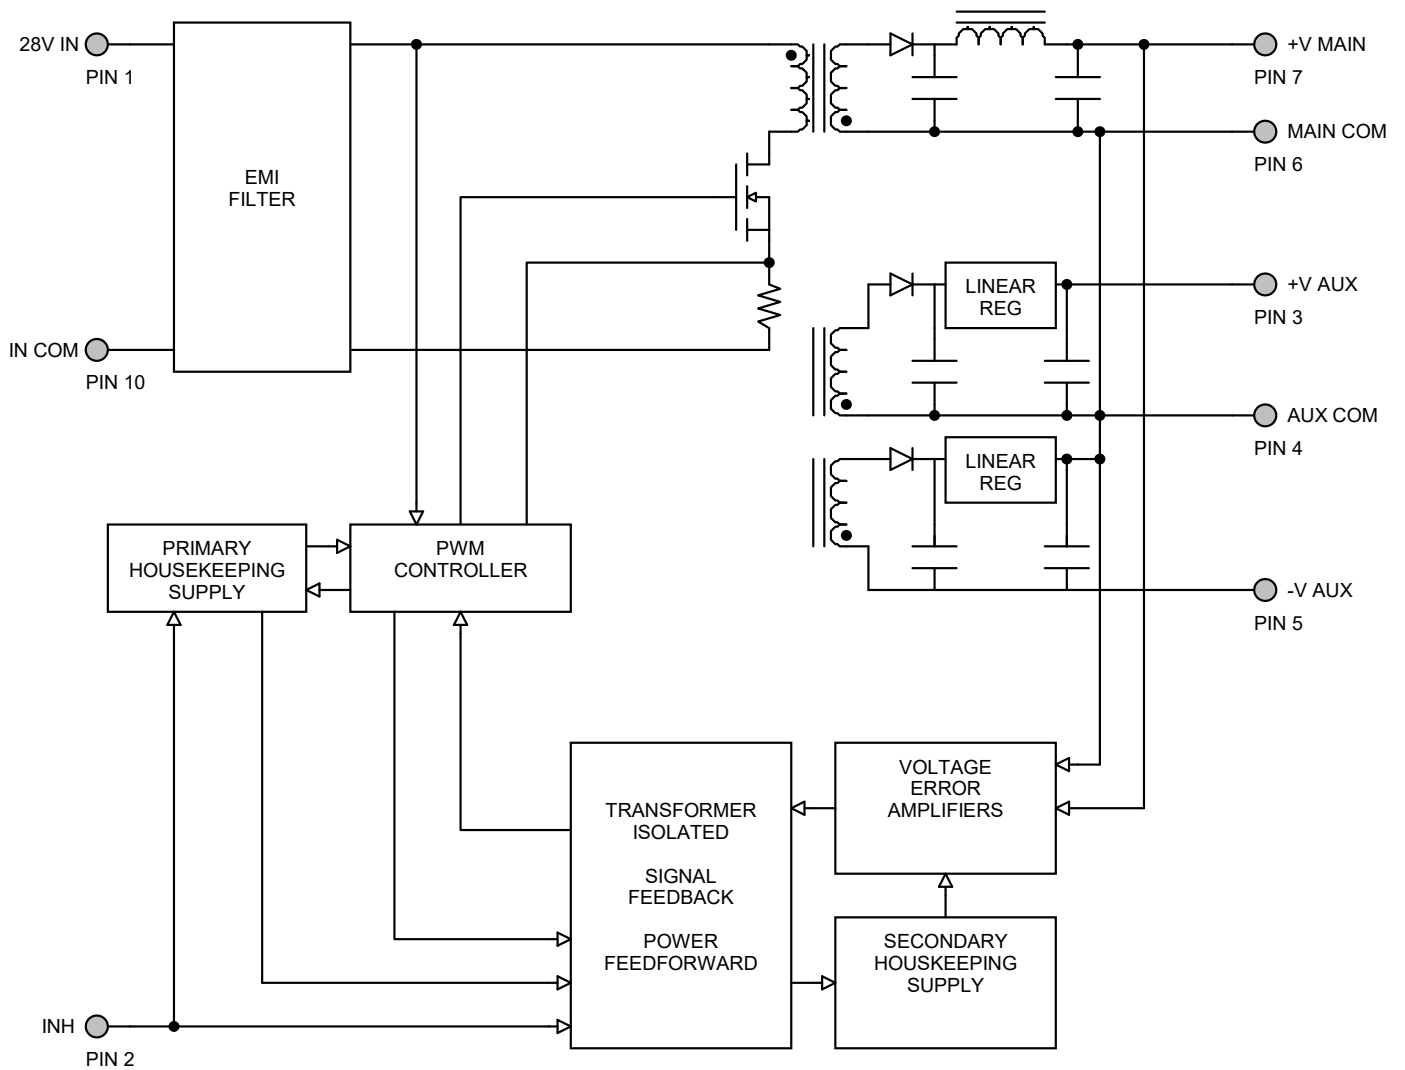 28V IN
PIN 1
EMI
FILTER
IN COM
PIN 10
+V MAIN
PIN 7
MAIN COM
PIN 6
LINEAR
REG
+V AUX
PIN 3
AUX COM
PIN 4
LINEAR
REG
-V AUX
PIN 5
PRIMARY
HOUSEKEEPING
SUPPLY
PWM
CONTROLLER
TRANSFORMER
ISOLATED
SIGNAL
FEEDBACK
POWER
FEEDFORWARD
VOLTAGE
ERROR
AMPLIFIERS
SECONDARY
HOUSKEEPING
SUPPLY
INH
PIN 2